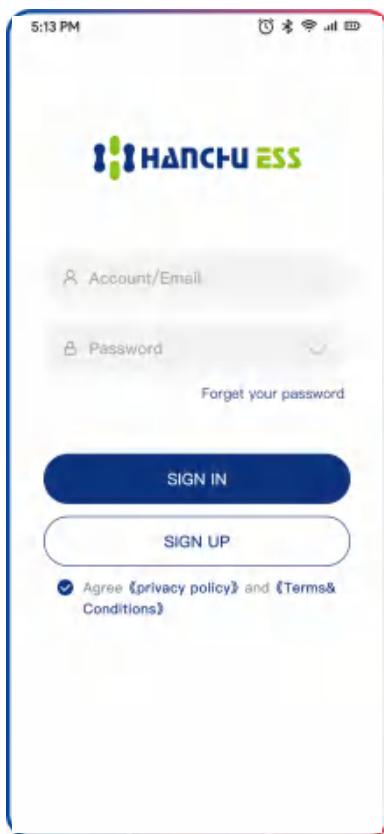 5:13 PM
HANCHU ESS
Account/Email
Password
Forget your password
SIGN IN
SIGN UP
Agree《privacy policy》and《Terms&
Conditions》